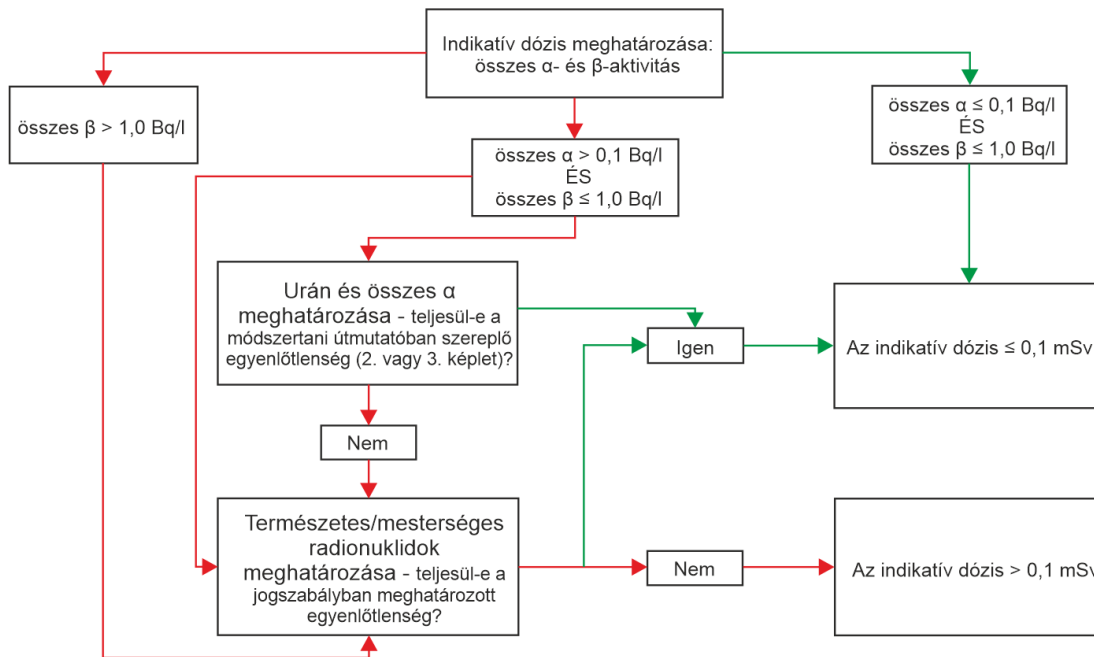 Indikatív dózis meghatározása:
összes α- és β-aktivitás
összes β > 1,0 Bq/l
összes α > 0,1 Bq/l
ÉS
összes β ≤ 1,0 Bq/l
összes α ≤ 0,1 Bq/l
ÉS
összes β ≤ 1,0 Bq/l
Urán és összes α
meghatározása - teljesül-e a
módszertani útmutatóban szereplő
egyenlőtlenség (2. vagy 3. képlet)?
Igen
Az indikatív dózis ≤ 0,1 mSv
Nem
Természetes/mesterséges
radionuklidok
meghatározása - teljesül-e a
jogszabályban meghatározott
egyenlőtlenség?
Nem
Az indikatív dózis > 0,1 mSv